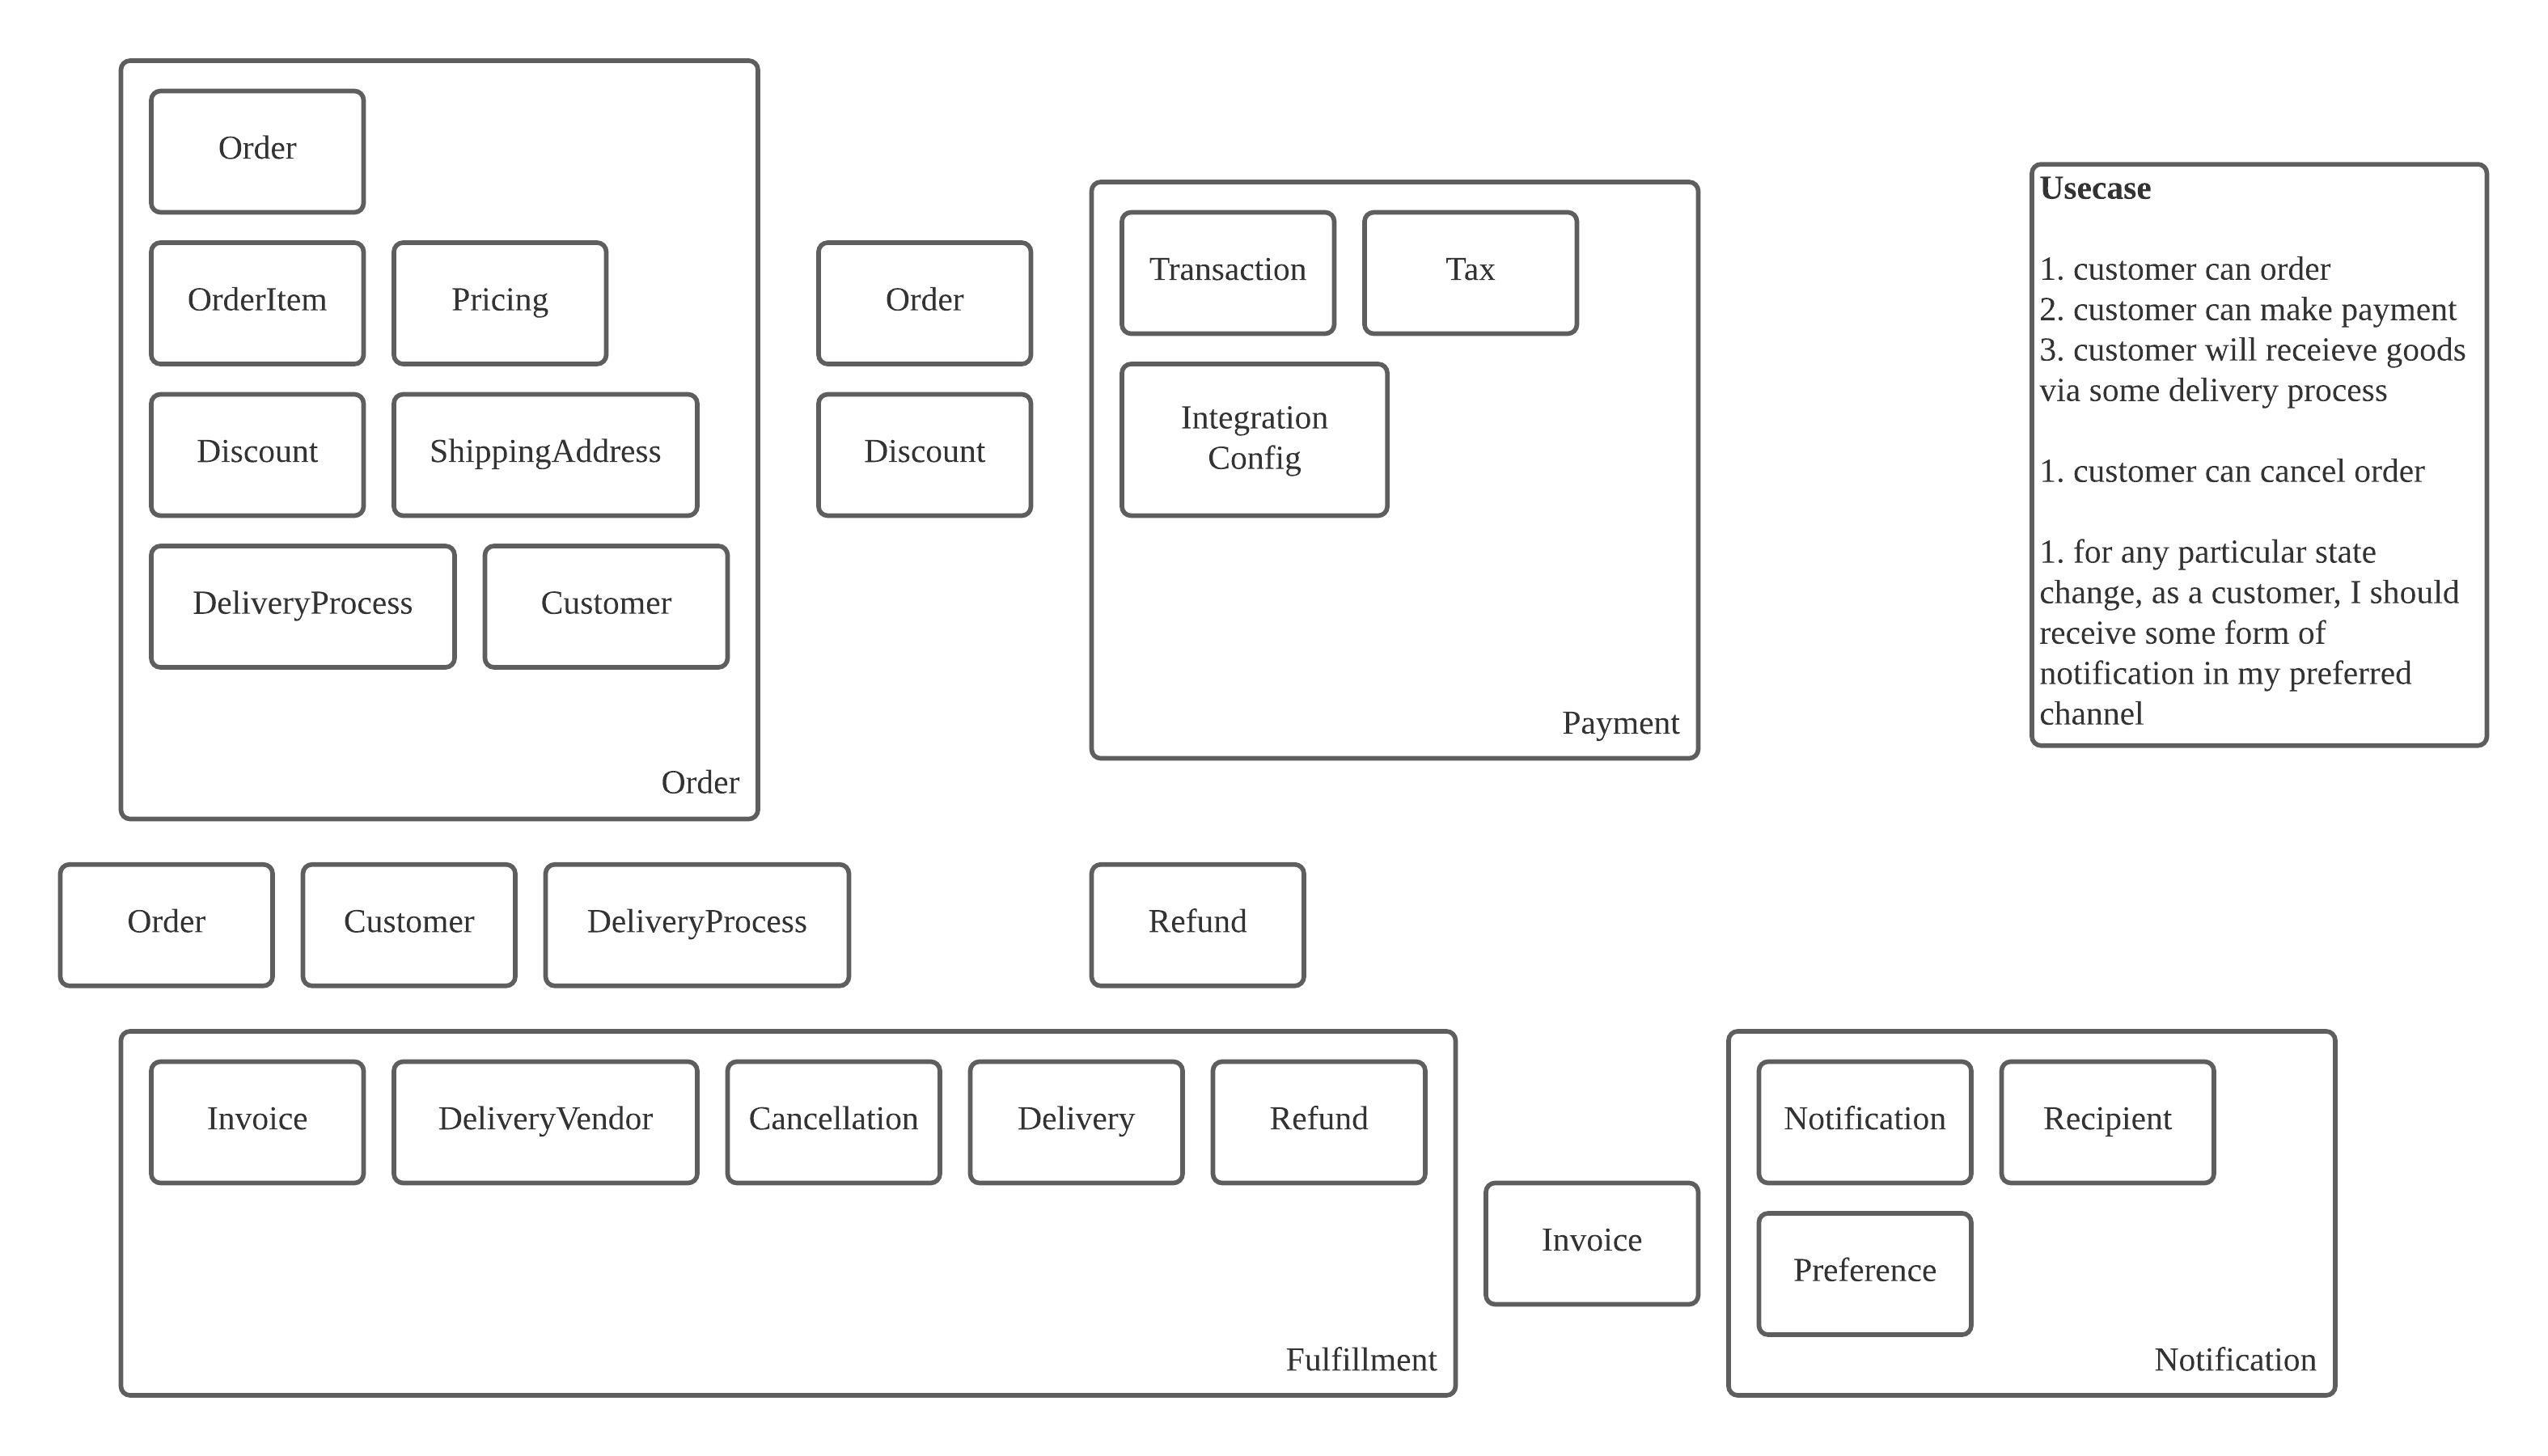 Order
OrderItem
Pricing
Discount
ShippingAddress
DeliveryProcess
Customer
Order
Order
Discount
Transaction
Tax
Integration
Config
Payment
Usecase
1. customer can order
2. customer can make payment
3. customer will receieve goods
via some delivery process
1. customer can cancel order
1. for any particular state
change, as a customer, I should
receive some form of
notification in my preferred
channel
Order
Customer
DeliveryProcess
Refund
Invoice
DeliveryVendor
Cancellation
Delivery
Refund
Fulfillment
Invoice
Notification
Recipient
Preference
Notification